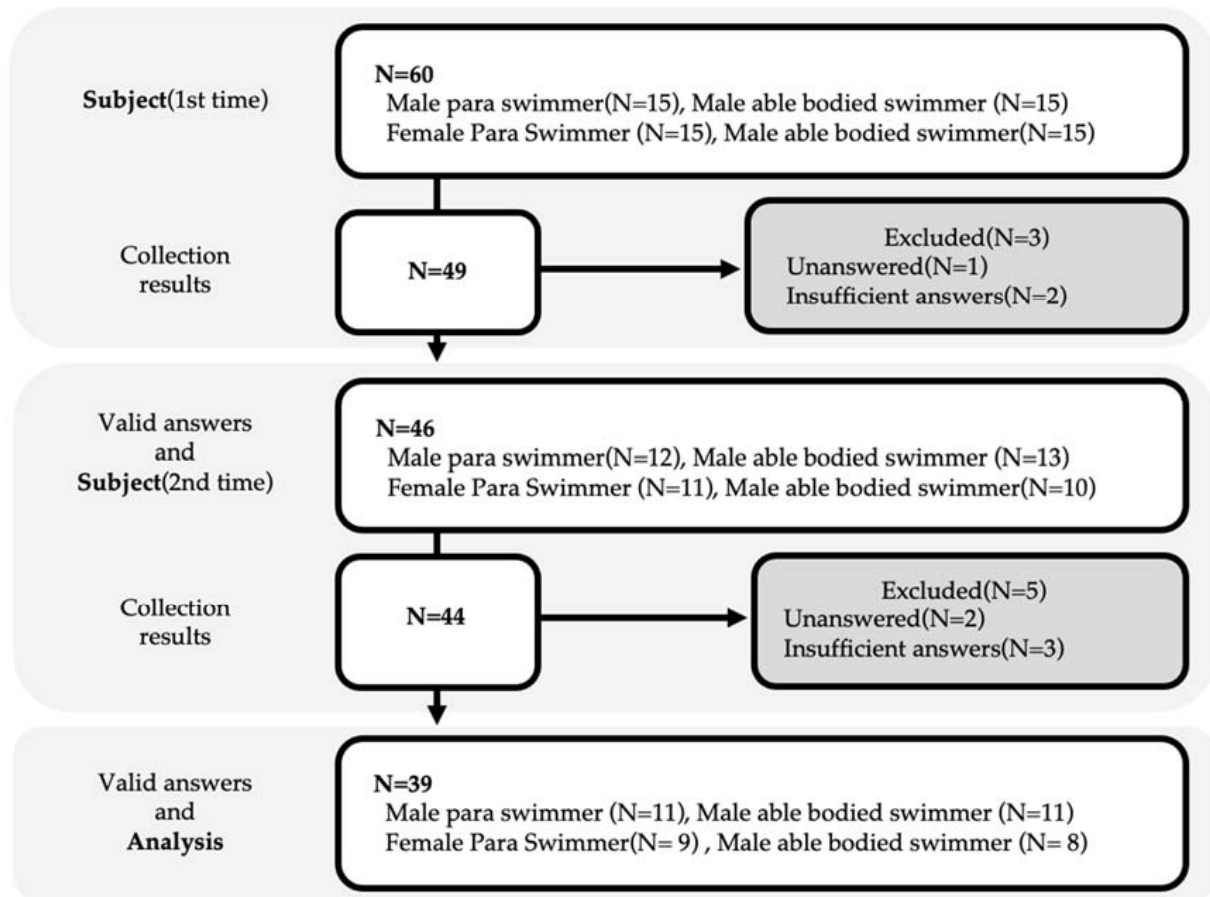 Subject(1st time)
N=60
Male para swimmer(N=15), Male able bodied swimmer (N=15)
Female Para Swimmer (N=15), Male able bodied swimmer(N=15)
Collection
results
N=49
Excluded(N=3)
Unanswered(N=1)
Insufficient answers(N=2)
Valid answers
and
Subject(2nd time)
N=46
Male para swimmer(N=12), Male able bodied swimmer (N=13)
Female Para Swimmer (N=11), Male able bodied swimmer(N=10)
Collection
results
N=44
Excluded(N=5)
Unanswered(N=2)
Insufficient answers(N=3)
Valid answers
and
Analysis
N=39
Male para swimmer (N=11), Male able bodied swimmer (N=11)
Female Para Swimmer(N= 9) , Male able bodied swimmer (N= 8)